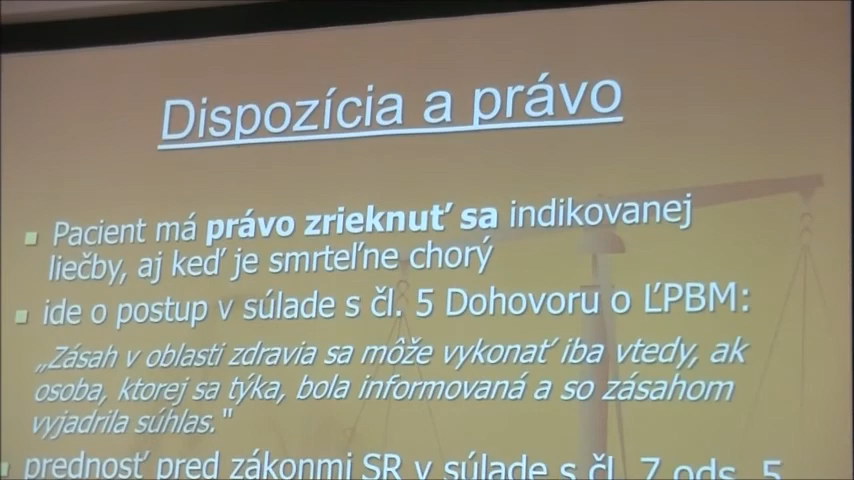 Dispozícia a právo
Pacient má právo zrieknuť sa indikovanej
liečby, aj keď je smrteľne chorý
ide o postup v súlade s čl. 5 Dohovoru o ĽPBM:
„Zásah v oblasti zdravia sa môže vykonať iba vtedy, ak
osoba, ktorej sa týka, bola informovaná a so zásahom
vyjadrila súhlas."
prednosť pred zákonmi SR v súlade s čl. 7 ods. 5